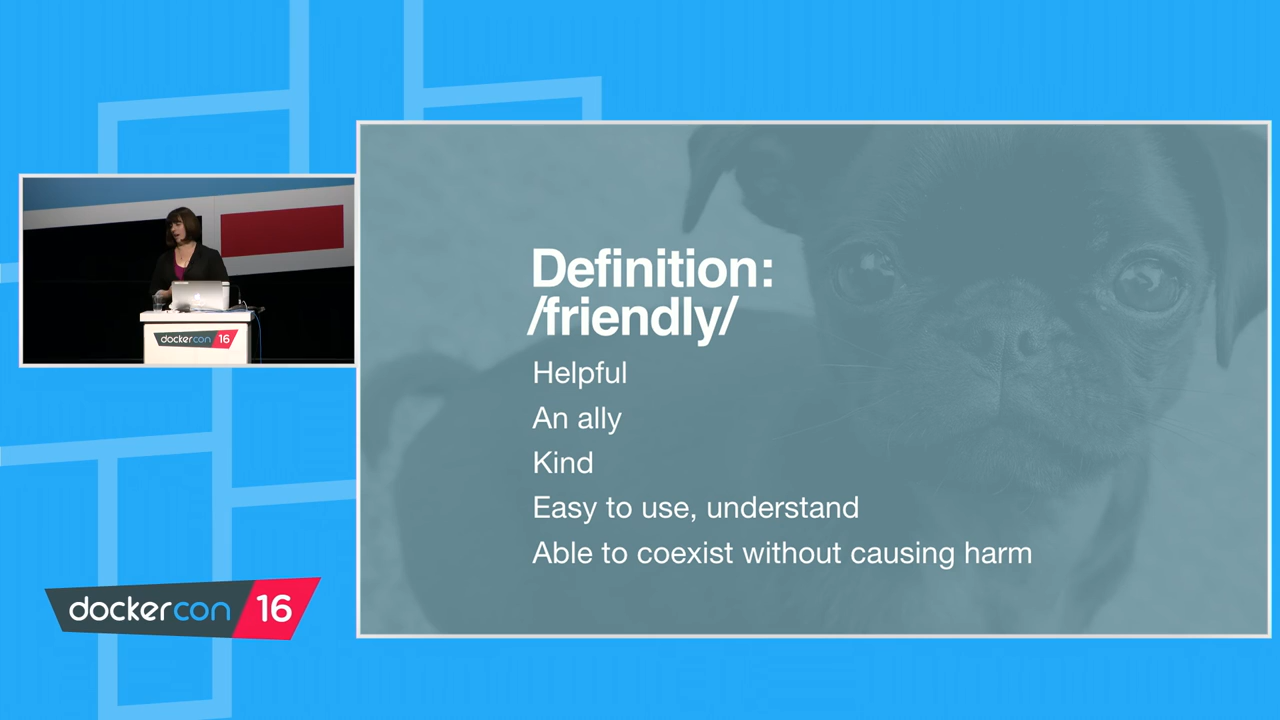 Definition:
/friendly/
Helpful
An ally
Kind
Easy to use, understand
Able to coexist without causing harm
dockercon 16
dockercon 16